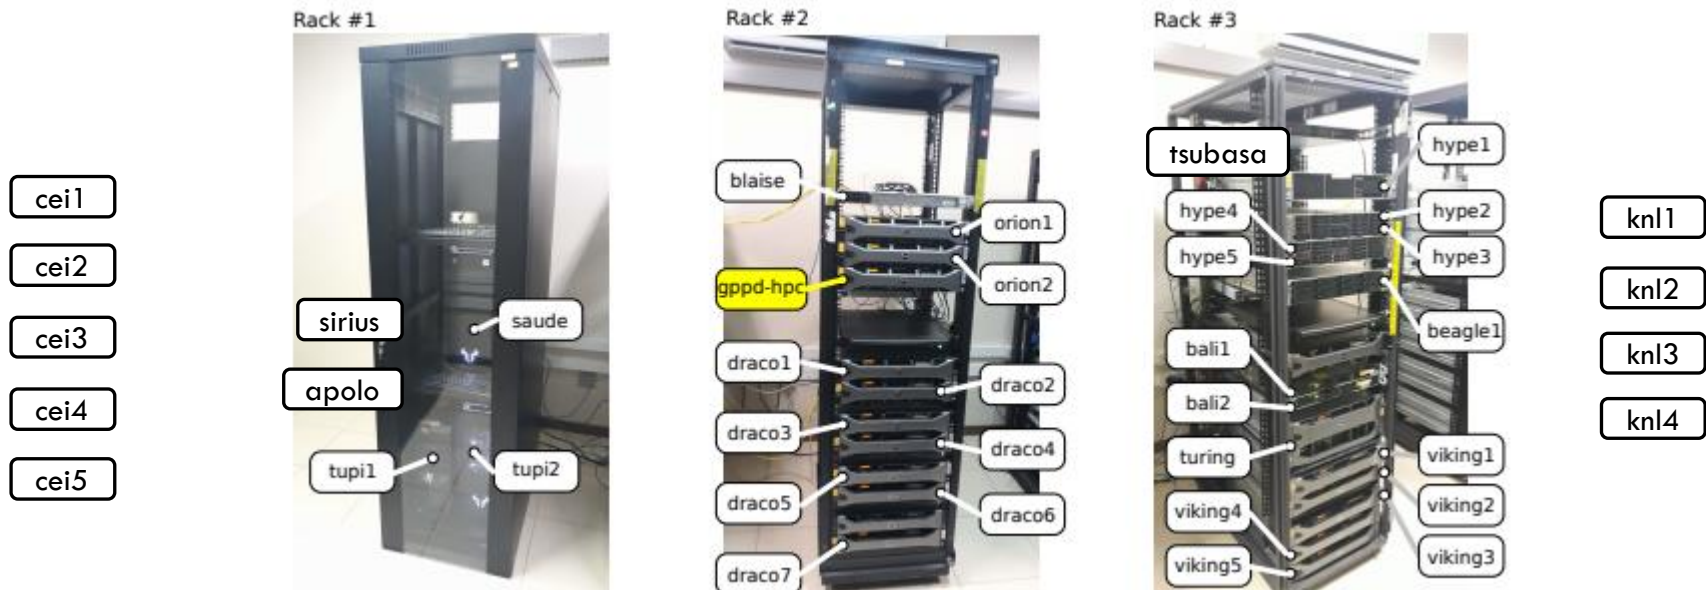 Rack #1
Rack #2
Rack #3
cei1
cei2
cei3
cei4
cei5
sirius
saude
apolo
tupi1
tupi2
blaise
orion1
orion2
gppd-hpc
draco1
draco2
draco3
draco4
draco5
draco6
draco7
tsubasa
hype1
hype4
hype2
hype5
hype3
beagle1
bali1
bali2
turing
viking1
viking2
viking4
viking3
viking5
knl1
knl2
knl3
knl4